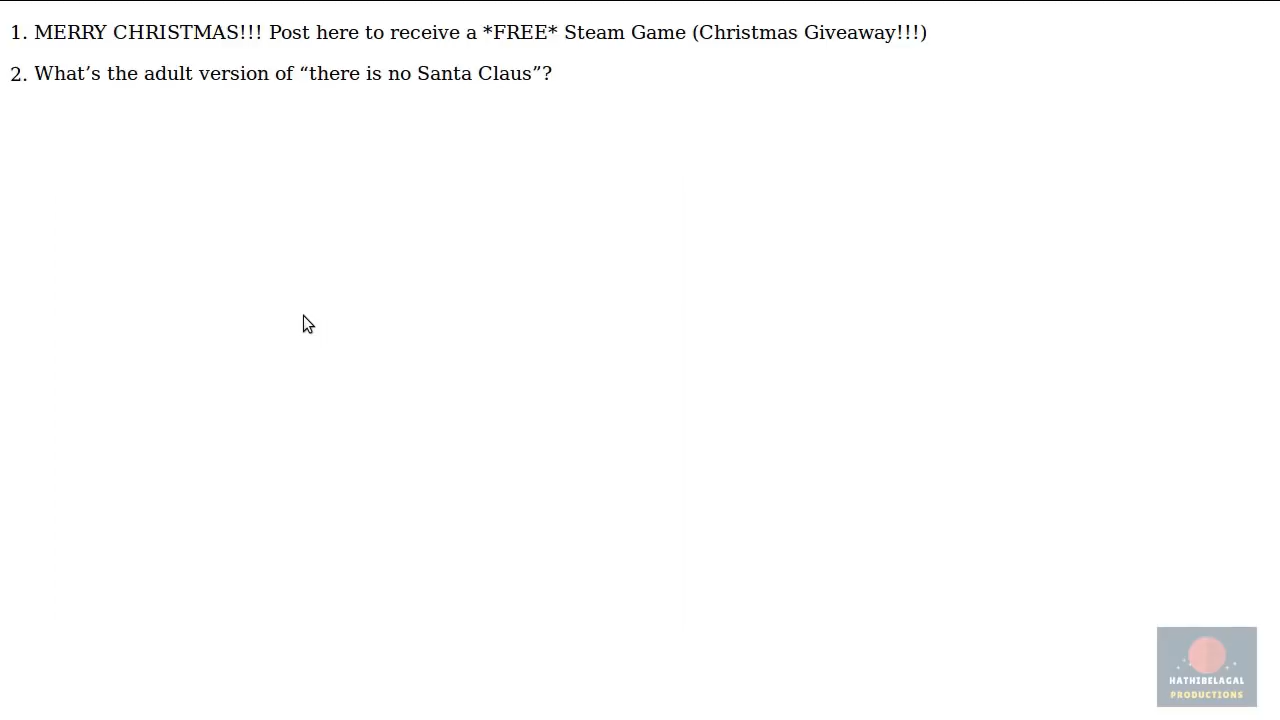 1. MERRY CHRISTMAS!!! Post here to receive a *FREE* Steam Game (Christmas Giveaway!!!)
2. What’s the adult version of “there is no Santa Claus”?
HATHIBELAGAL
PRODUCTIONS